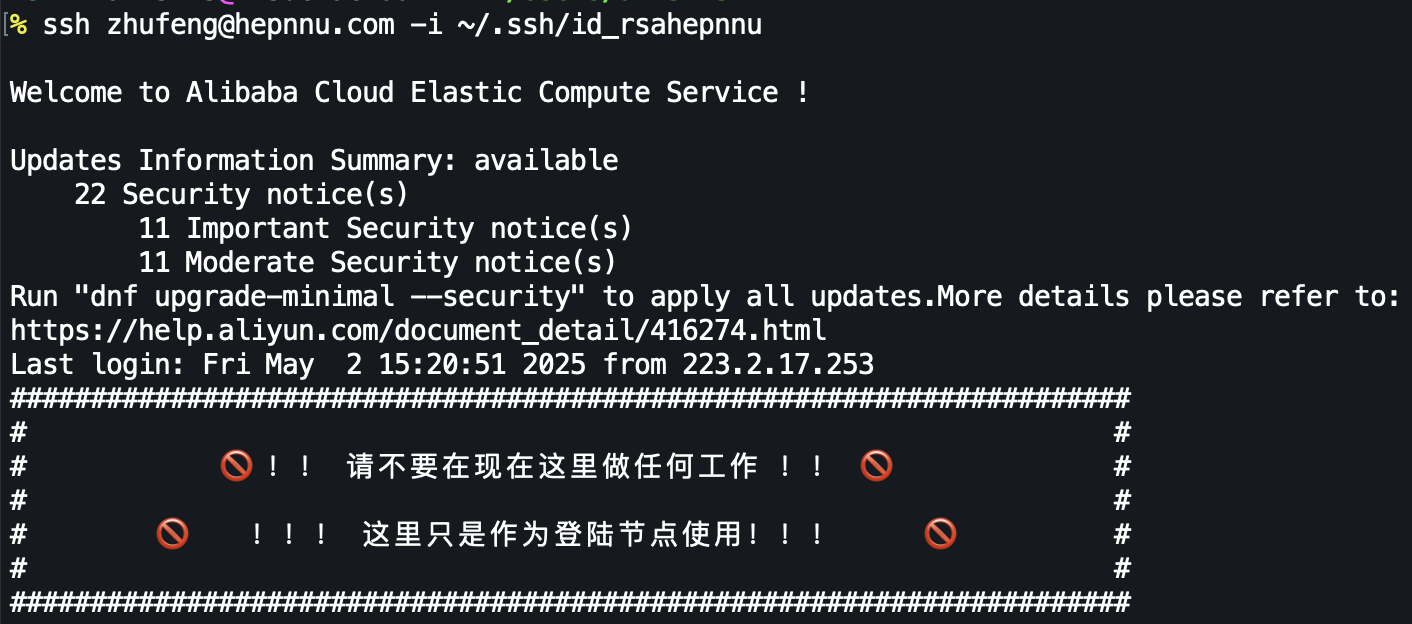 % ssh zhufeng@hepnnu.com -i ~/.ssh/id_rsahepnnu
Welcome to Alibaba Cloud Elastic Compute Service !
Updates Information Summary: available
    22 Security notice(s)
        11 Important Security notice(s)
        11 Moderate Security notice(s)
Run "dnf upgrade-minimal --security" to apply all updates.More details please refer to:
https://help.aliyun.com/document_detail/416274.html
Last login: Fri May  2 15:20:51 2025 from 223.2.17.253
######################################################################
#                                                                    #
#            🚫！！ 请不要在现在这里做任何工作 ！！ 🚫              #
#                                                                    #
#        🚫   ！！！ 这里只是作为登陆节点使用！！！     🚫          #
#                                                                    #
######################################################################